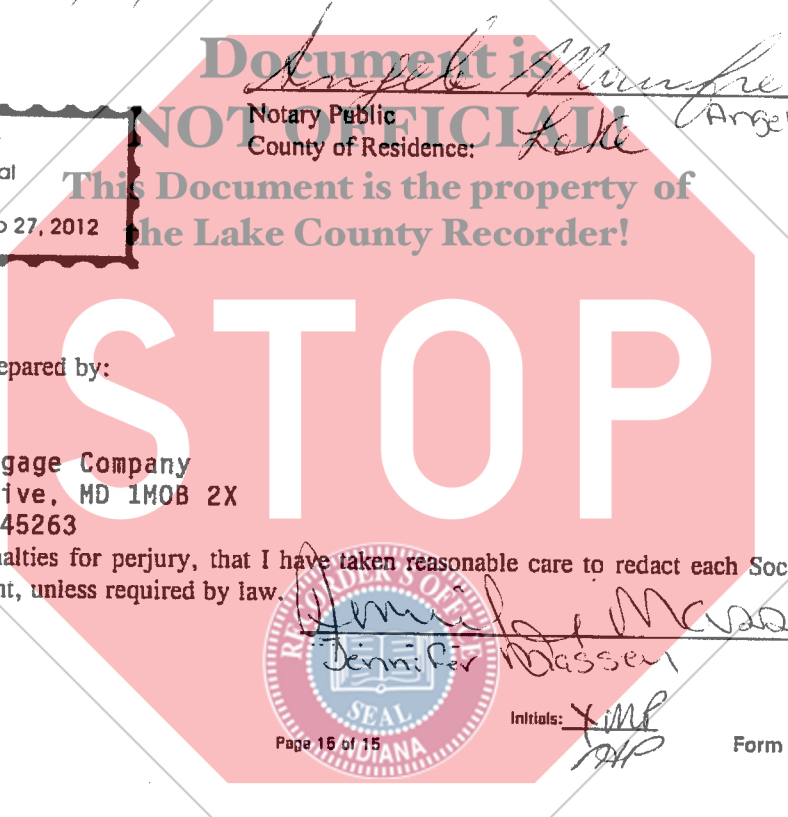 Document is
NOT OFFICIAL!
This Document is the property of
the Lake County Recorder!
Notary Public
Angel
County of Residence: Lake
al
27, 2012
STOP
epared by:
gage Company
ive, MD 1MOB 2X
45263
alties for perjury, that I have taken reasonable care to redact each Soc
nt, unless required by law.
Jennifer Massey
RECORDER'S OFFICE
SEAL
INDIANA
Initials:
Page 15 of 15
Form